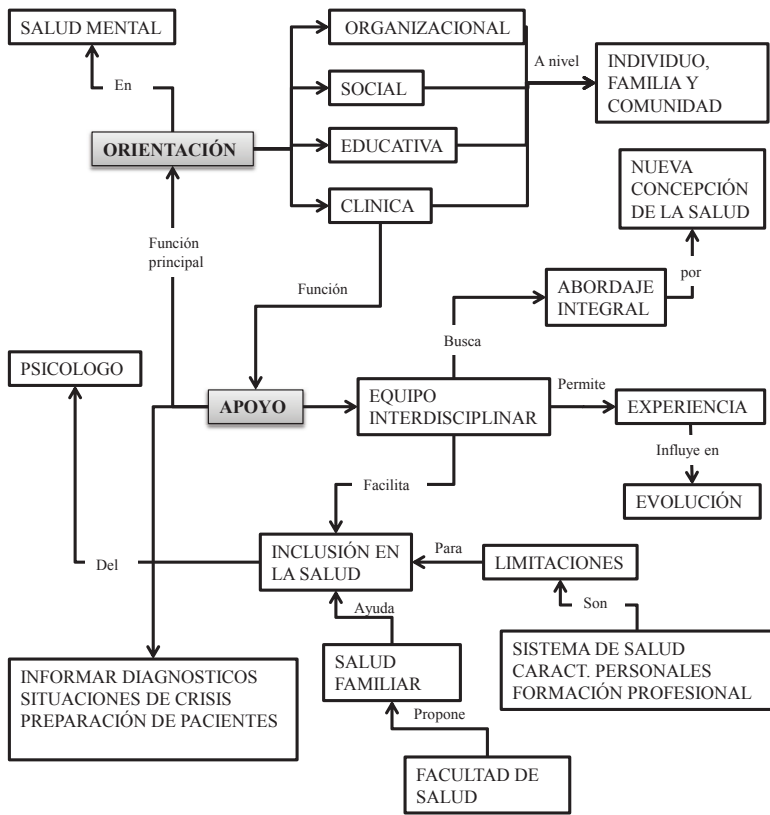 SALUD MENTAL
ORGANIZACIONAL
A nivel
INDIVIDUO,
FAMILIA Y
COMUNIDAD
En
SOCIAL
ORIENTACIÓN
EDUCATIVA
NUEVA
CONCEPCIÓN
DE LA SALUD
CLINICA
Función
principal
Función
por
ABORDAJE
INTEGRAL
Busca
PSICOLOGO
APOYO
EQUIPO
INTERDISCIPLINAR
Permite
EXPERIENCIA
Influye en
Facilita
EVOLUCIÓN
Del
INCLUSIÓN EN
LA SALUD
Para
LIMITACIONES
Ayuda
Son
SALUD
FAMILIAR
SISTEMA DE SALUD
CARACT. PERSONALES
FORMACIÓN PROFESIONAL
INFORMAR DIAGNOSTICOS
SITUACIONES DE CRISIS
PREPARACIÓN DE PACIENTES
Propone
FACULTAD DE
SALUD